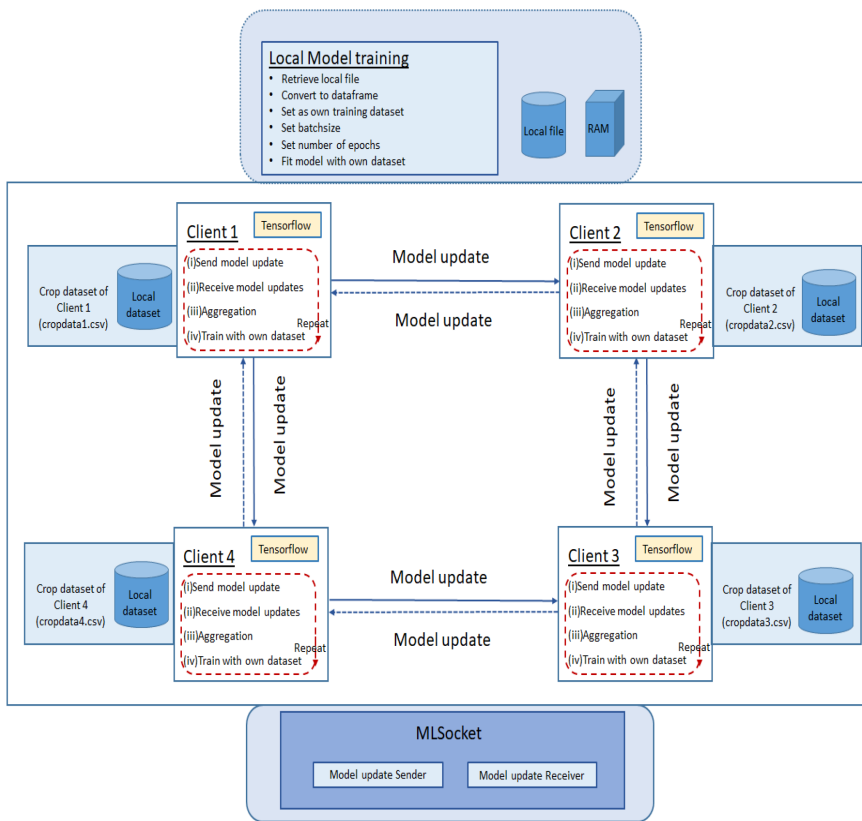 Local Model training
• Retrieve local file
• Convert to dataframe
• Set as own training dataset
• Set batchsize
• Set number of epochs
• Fit model with own dataset
Local file
RAM
Client 1
Tensorflow
(i)Send model update
(ii)Receive model updates
(iii)Aggregation
Repeat
(iv)Train with own dataset
Crop dataset of
Client 1
(cropdata1.csv)
Local
dataset
Model update
Model update
Client 2
Tensorflow
(i)Send model update
(ii)Receive model updates
(iii)Aggregation
Repeat
(iv)Train with own dataset
Crop dataset of
Client 2
(cropdata2.csv)
Local
dataset
Model update
Model update
Model update
Model update
Client 4
Tensorflow
(i)Send model update
(ii)Receive model updates
(iii)Aggregation
Repeat
(iv)Train with own dataset
Crop dataset of
Client 4
(cropdata4.csv)
Local
dataset
Model update
Model update
Client 3
Tensorflow
(i)Send model update
(ii)Receive model updates
(iii)Aggregation
Repeat
(iv)Train with own dataset
Crop dataset of
Client 3
(cropdata3.csv)
Local
dataset
MLSocket
Model update Sender
Model update Receiver